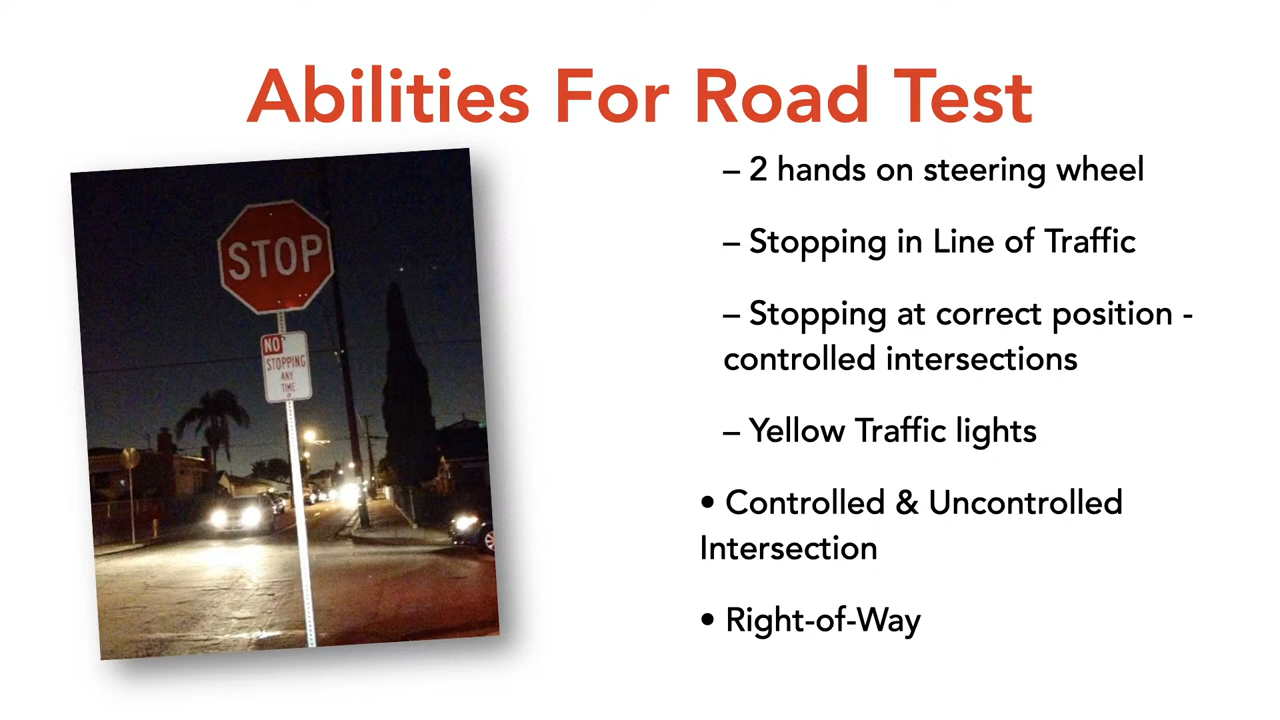 Abilities For Road Test
STOP
NO
STOPPING
ANY
TIME
– 2 hands on steering wheel
– Stopping in Line of Traffic
– Stopping at correct position -
controlled intersections
– Yellow Traffic lights
• Controlled & Uncontrolled
Intersection
• Right-of-Way